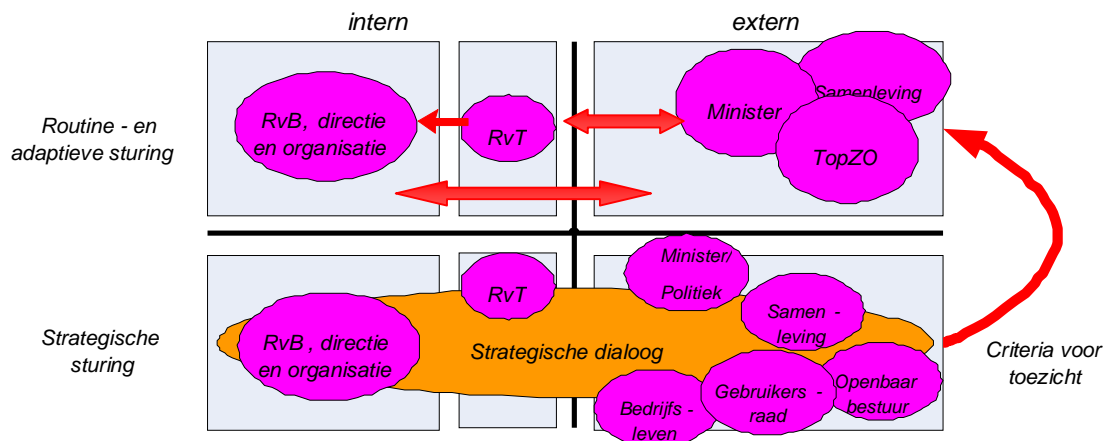 intern
extern
Routine - en
adaptieve sturing
RvB, directie
en organisatie
RvT
Minister
Samenleving
TopZO
Strategische
sturing
RvB , directie
en organisatie
RvT
Strategische dialoog
Minister/
Politiek
Samen -
leving
Bedrijfs -
leven
Gebruikers -
raad
Openbaar
bestuur
Criteria voor
toezicht